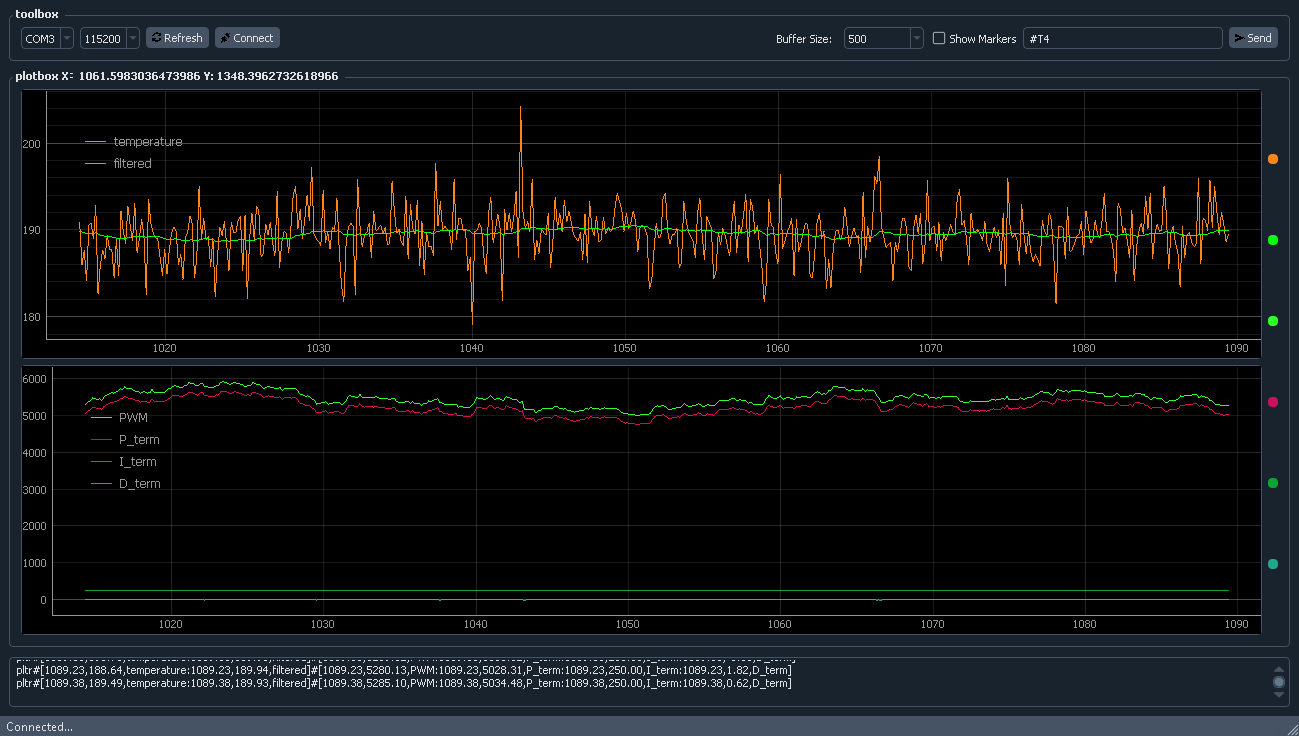 toolbox
COM3 115200 Refresh Connect Buffer Size: 500 Show Markers #T4 Send
plotbox X: 1061.5983036473986 Y: 1348.3962732618966
temperature
filtered
200
190
180
1020 1030 1040 1050 1060 1070 1080 1090
6000
5000
4000
3000
2000
1000
0
PWM
P_term
I_term
D_term
1020 1030 1040 1050 1060 1070 1080 1090
pltr#[1089.23,188.64,temperature:1089.23,189.94,filtered]#[1089.23,5280.13,PWM:1089.23,5028.31,P_term:1089.23,250.00,I_term:1089.23,1.82,D_term]
pltr#[1089.38,189.49,temperature:1089.38,189.93,filtered]#[1089.38,5285.10,PWM:1089.38,5034.48,P_term:1089.38,250.00,I_term:1089.38,0.62,D_term]
Connected...